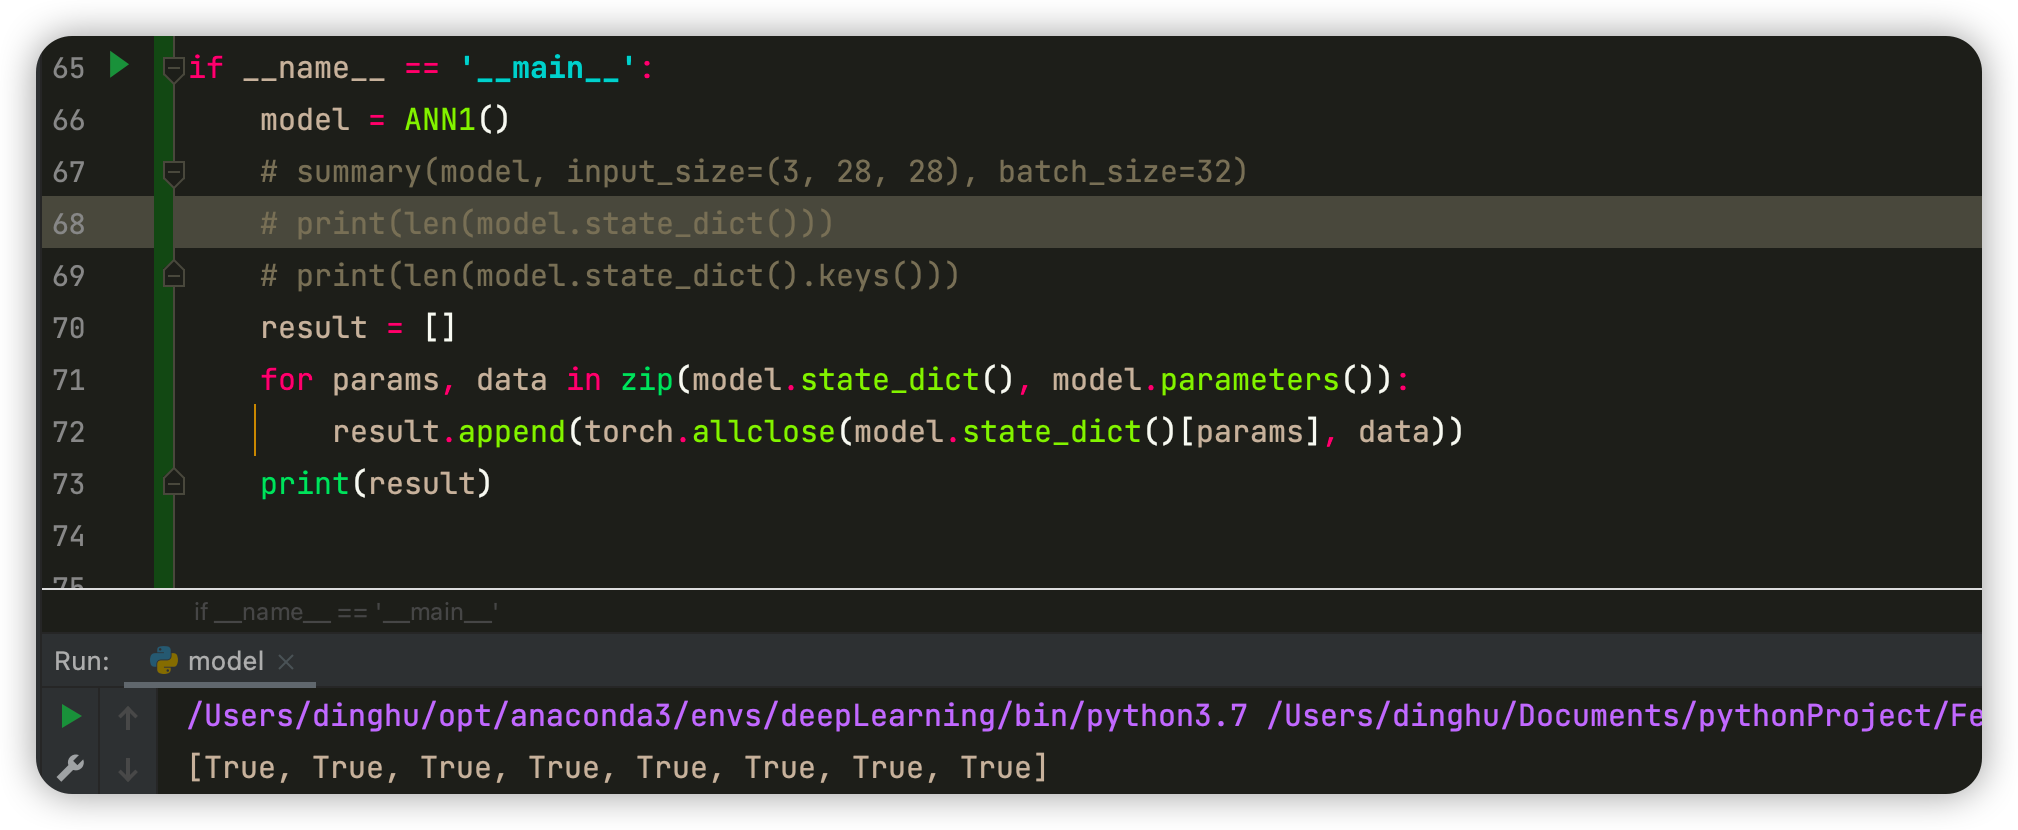 65 if __name__ == '__main__':
66 model = ANN1()
67 # summary(model, input_size=(3, 28, 28), batch_size=32)
68 # print(len(model.state_dict()))
69 # print(len(model.state_dict().keys()))
70 result = []
71 for params, data in zip(model.state_dict(), model.parameters()):
72 result.append(torch.allclose(model.state_dict()[params], data))
73 print(result)
74
75
if __name__ == '__main__'
Run: model
/Users/dinghu/opt/anaconda3/envs/deepLearning/bin/python3.7 /Users/dinghu/Documents/pythonProject/Fe
[True, True, True, True, True, True, True, True]